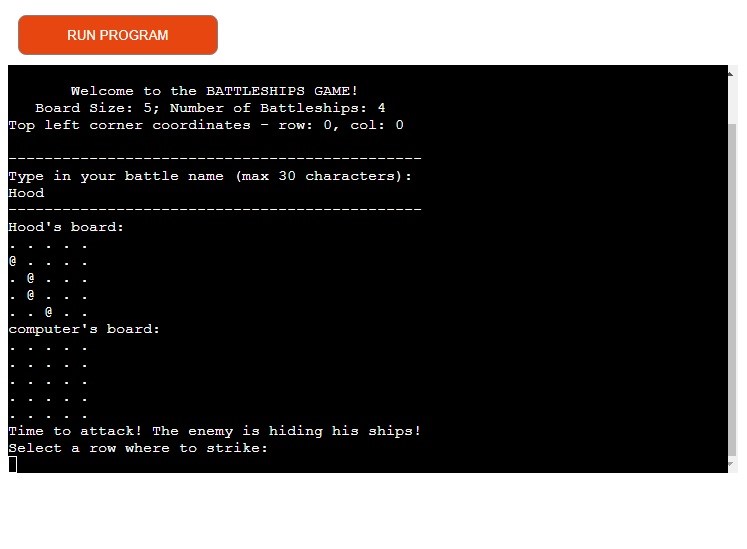 RUN PROGRAM
Welcome to the BATTLESHIPS GAME!
Board Size: 5; Number of Battleships: 4
Top left corner coordinates - row: 0, col: 0
----------------------------------------------
Type in your battle name (max 30 characters):
Hood
----------------------------------------------
Hood's board:
. . . . .
@ . . . .
. @ . . .
. @ . . .
. . @ . .
computer's board:
. . . . .
. . . . .
. . . . .
. . . . .
. . . . .
Time to attack! The enemy is hiding his ships!
Select a row where to strike: